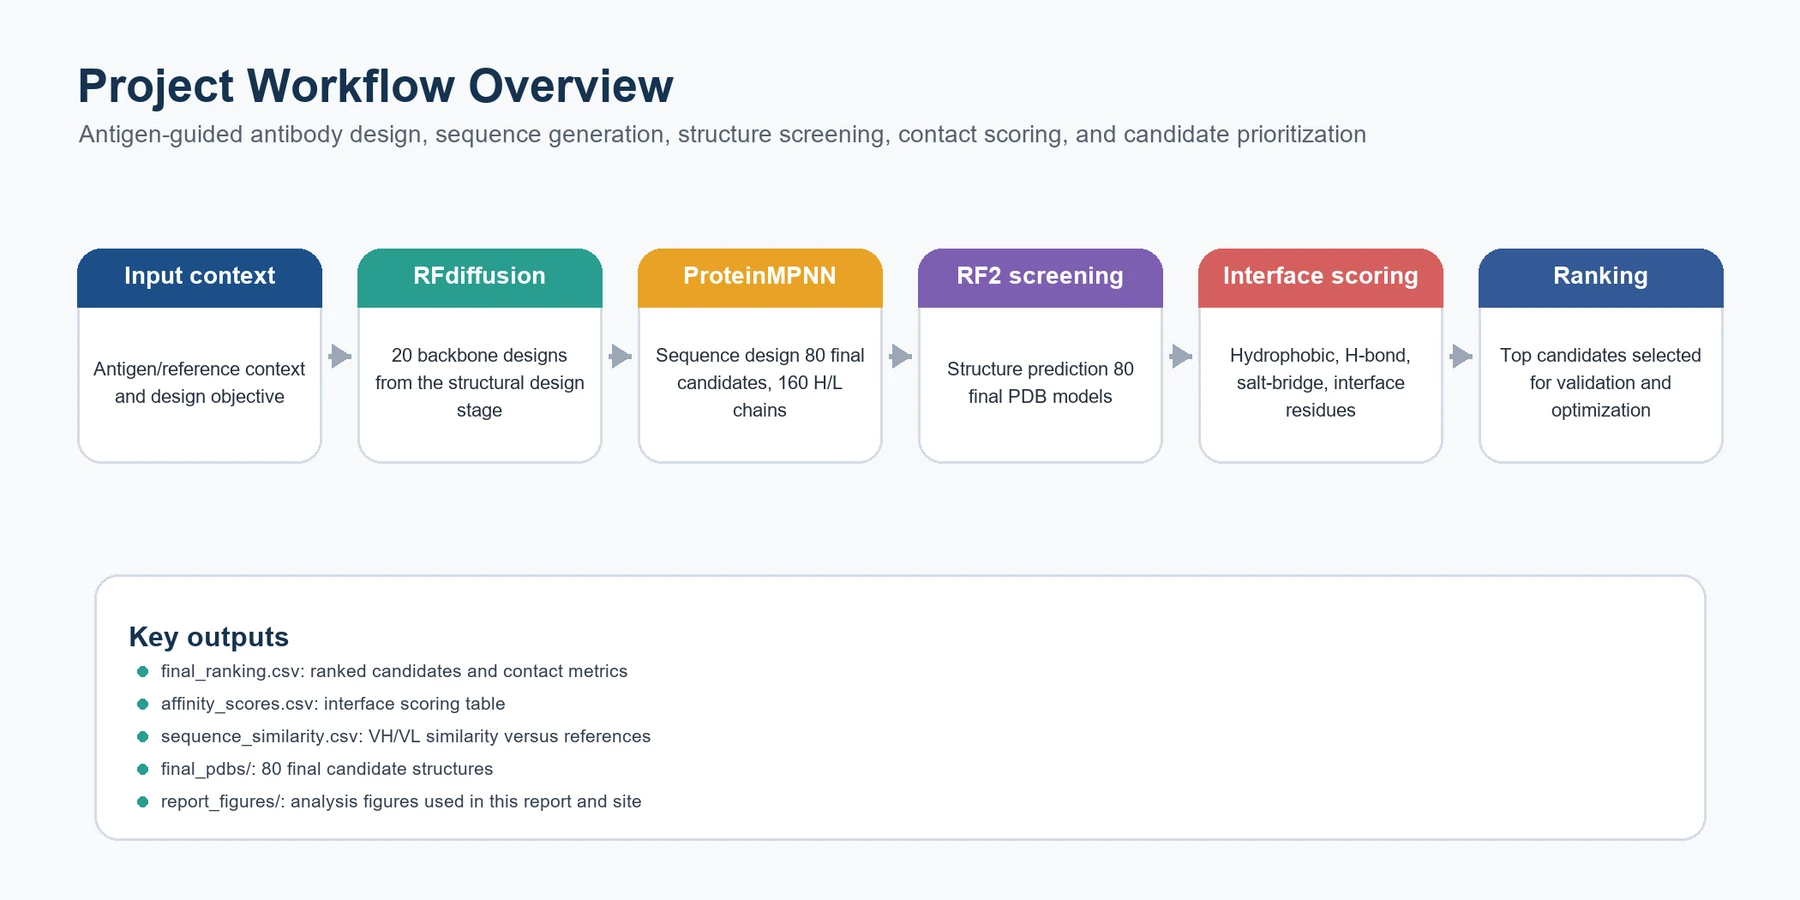 Project Workflow Overview
Antigen-guided antibody design, sequence generation, structure screening, contact scoring, and candidate prioritization
Input context
Antigen/reference context
and design objective
RFdiffusion
20 backbone designs
from the structural design
stage
ProteinMPNN
Sequence design 80 final
candidates, 160 H/L
chains
RF2 screening
Structure prediction 80
final PDB models
Interface scoring
Hydrophobic, H-bond,
salt-bridge, interface
residues
Ranking
Top candidates selected
for validation and
optimization
Key outputs
final_ranking.csv: ranked candidates and contact metrics
affinity_scores.csv: interface scoring table
sequence_similarity.csv: VH/VL similarity versus references
final_pdbs/: 80 final candidate structures
report_figures/: analysis figures used in this report and site